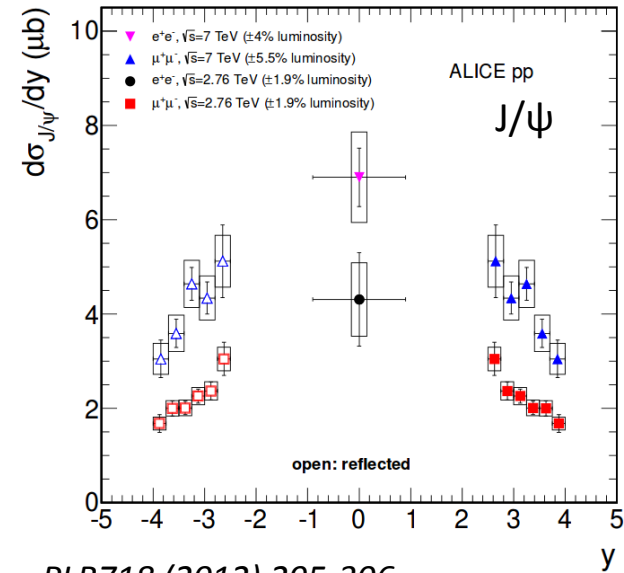 dσJ/ψ/dy (μb)
10
8
6
4
2
0
e⁺e⁻, √s=7 TeV (±4% luminosity)
μ⁺μ⁻, √s=7 TeV (±5.5% luminosity)
e⁺e⁻, √s=2.76 TeV (±1.9% luminosity)
μ⁺μ⁻, √s=2.76 TeV (±1.9% luminosity)
ALICE pp
J/ψ
open: reflected
-5 -4 -3 -2 -1 0 1 2 3 4 5
y